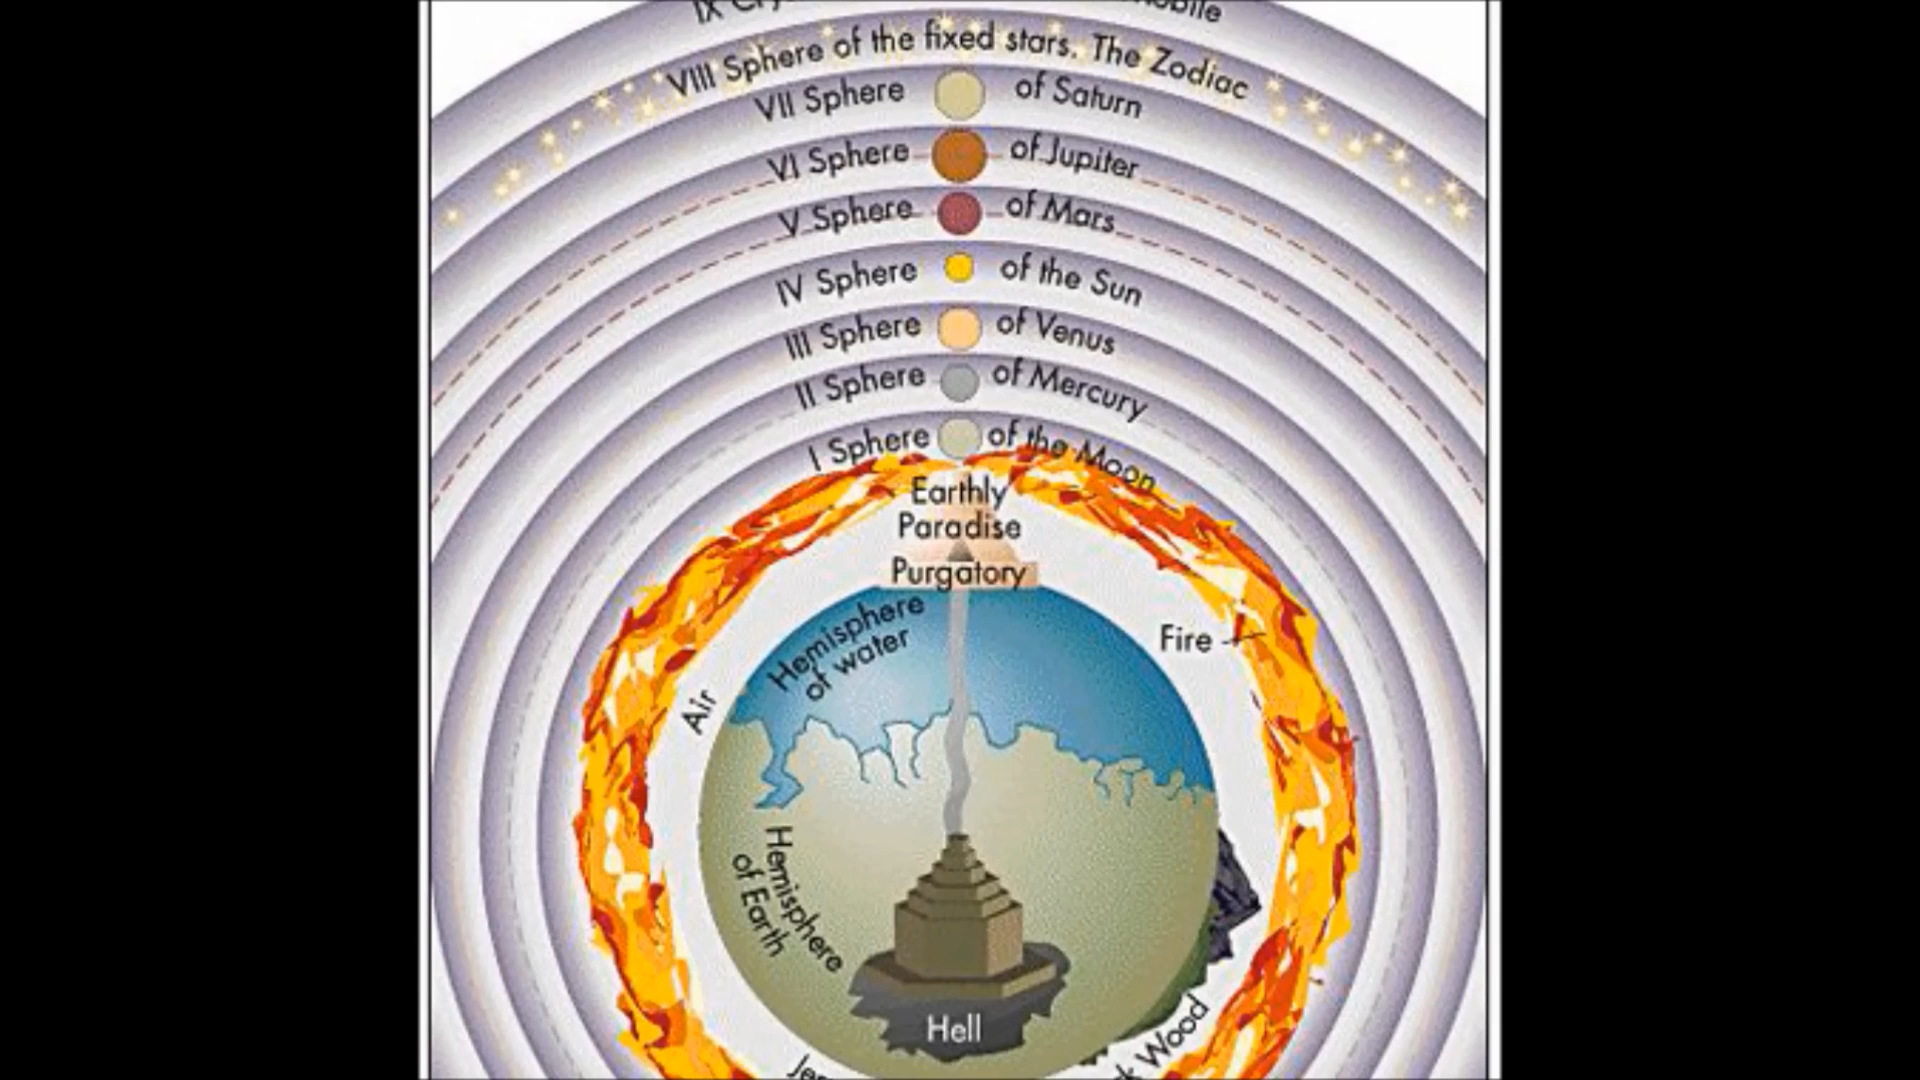 IX
VIII Sphere of the fixed stars. The Zodiac
VII Sphere of Saturn
VI Sphere of Jupiter
V Sphere of Mars
IV Sphere of the Sun
III Sphere of Venus
II Sphere of Mercury
I Sphere of the Moon
Earthly
Paradise
Purgatory
Hemisphere
of water
Fire
Air
Hemisphere
of Earth
Hell
Wood